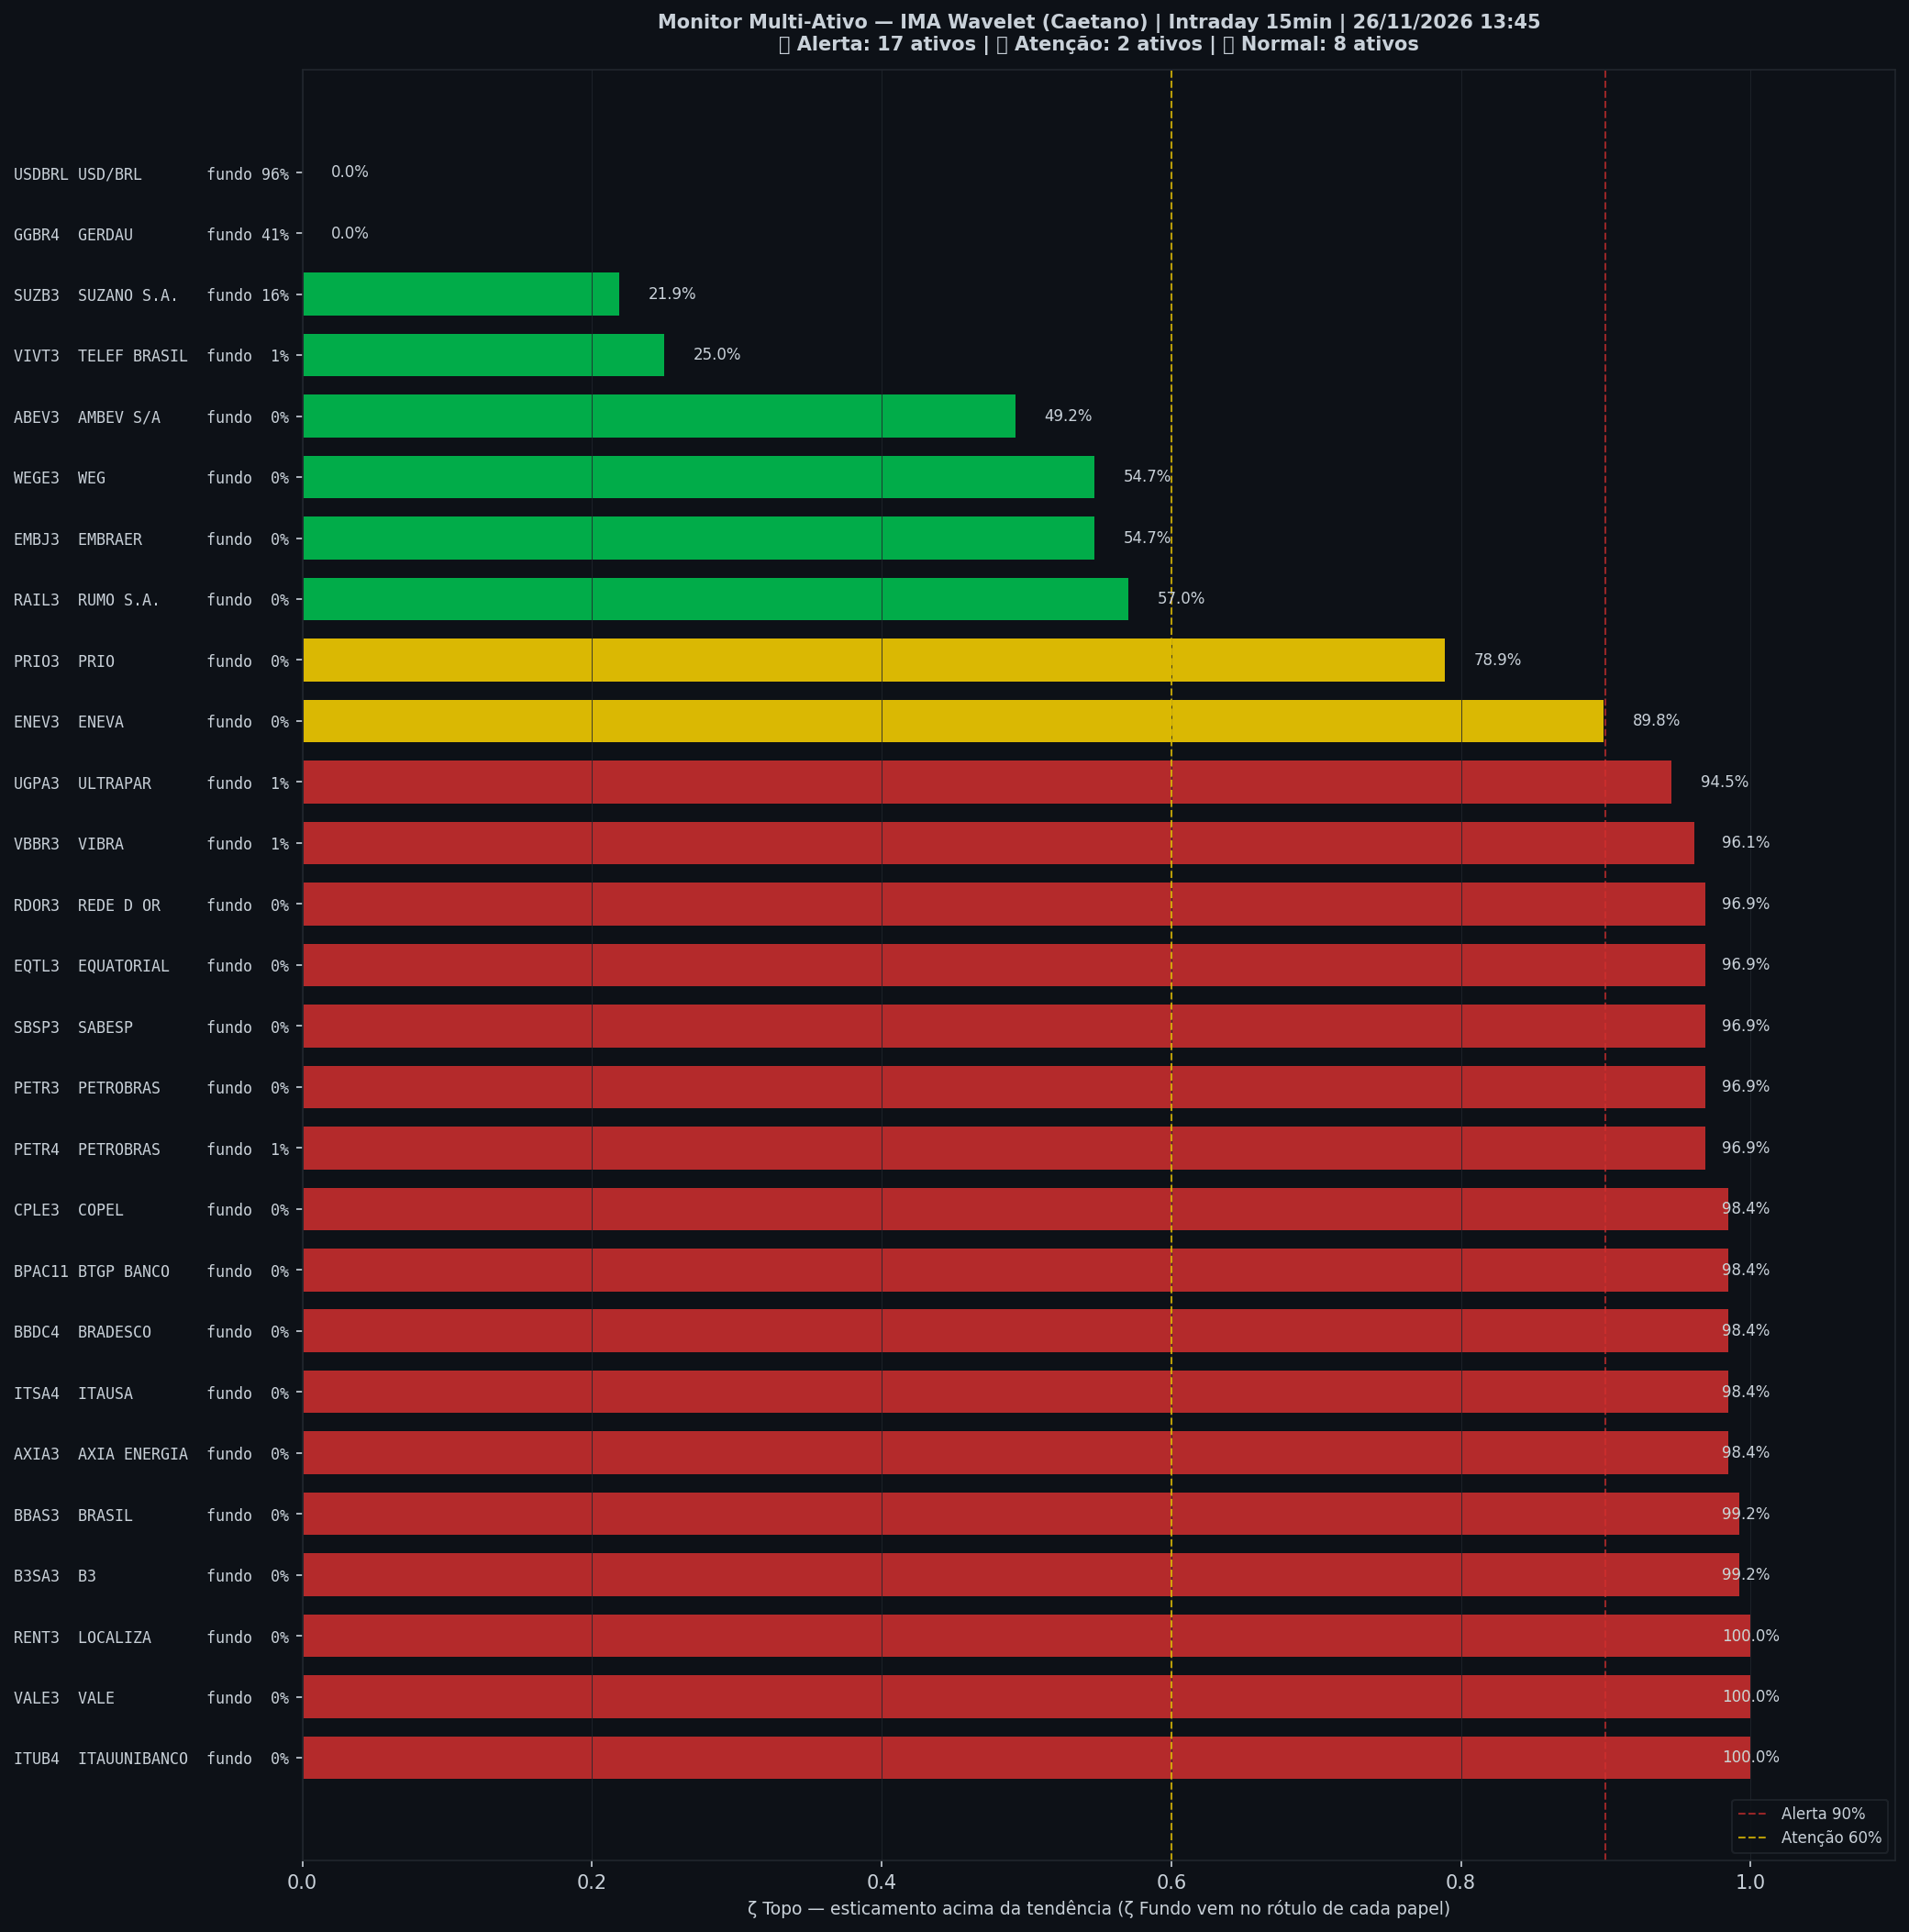 Monitor Multi-Ativo — IMA Wavelet (Caetano) | Intraday 15min | 26/11/2026 13:45
▯ Alerta: 17 ativos | ▯ Atenção: 2 ativos | ▯ Normal: 8 ativos
USDBRL USD/BRL fundo 96% 0.0%
GGBR4 GERDAU fundo 41% 0.0%
SUZB3 SUZANO S.A. fundo 16% 21.9%
VIVT3 TELEF BRASIL fundo 1% 25.0%
ABEV3 AMBEV S/A fundo 0% 49.2%
WEGE3 WEG fundo 0% 54.7%
EMBJ3 EMBRAER fundo 0% 54.7%
RAIL3 RUMO S.A. fundo 0% 57.0%
PRIO3 PRIO fundo 0% 78.9%
ENEV3 ENEVA fundo 0% 89.8%
UGPA3 ULTRAPAR fundo 1% 94.5%
VBBR3 VIBRA fundo 1% 96.1%
RDOR3 REDE D OR fundo 0% 96.9%
EQTL3 EQUATORIAL fundo 0% 96.9%
SBSP3 SABESP fundo 0% 96.9%
PETR3 PETROBRAS fundo 0% 96.9%
PETR4 PETROBRAS fundo 1% 96.9%
CPLE3 COPEL fundo 0% 98.4%
BPAC11 BTGP BANCO fundo 0% 98.4%
BBDC4 BRADESCO fundo 0% 98.4%
ITSA4 ITAUSA fundo 0% 98.4%
AXIA3 AXIA ENERGIA fundo 0% 98.4%
BBAS3 BRASIL fundo 0% 99.2%
B3SA3 B3 fundo 0% 99.2%
RENT3 LOCALIZA fundo 0% 100.0%
VALE3 VALE fundo 0% 100.0%
ITUB4 ITAUUNIBANCO fundo 0% 100.0%
Alerta 90%
Atenção 60%
0.0 0.2 0.4 0.6 0.8 1.0
ζ Topo — esticamento acima da tendência (ζ Fundo vem no rótulo de cada papel)